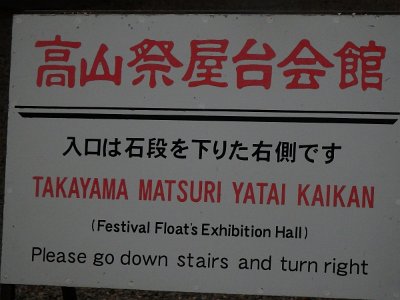 高山祭屋台会館
入口は石段を下りた右側です
TAKAYAMA MATSURI YATAI KAIKAN
(Festival Float's Exhibition Hall)
Please go down stairs and turn right